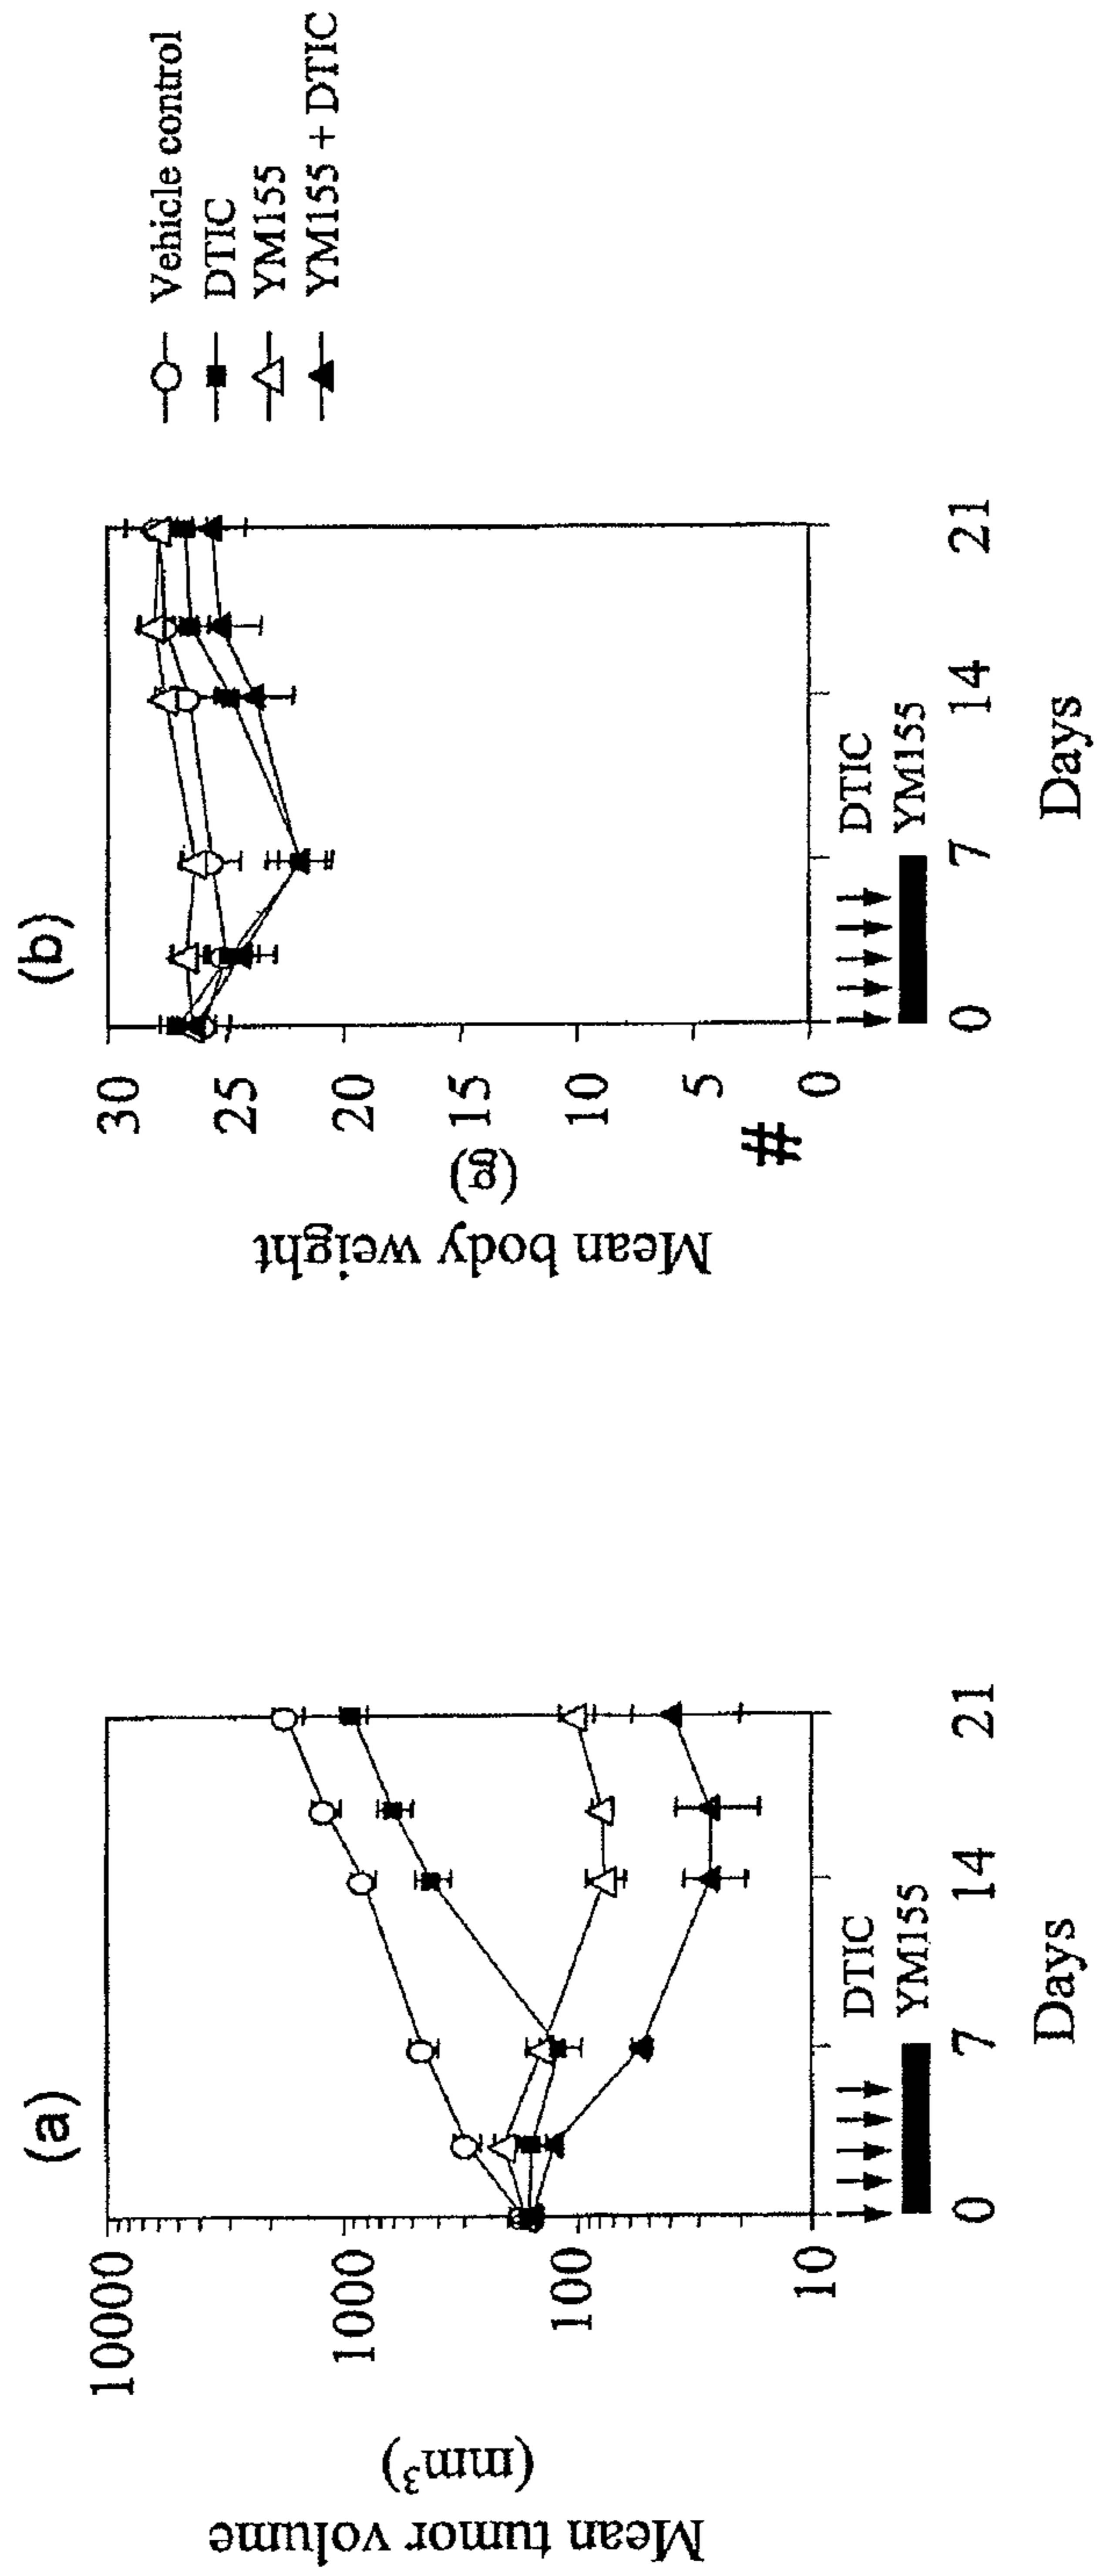 (a)
Mean tumor volume
(mm³)
10000
1000
100
10
DTIC
YM155
0 7 14 21
Days
(b)
Mean body weight
(g)
30
25
20
15
10
5
0
#
DTIC
YM155
0 7 14 21
Days
Vehicle control
DTIC
YM155
YM155 + DTIC